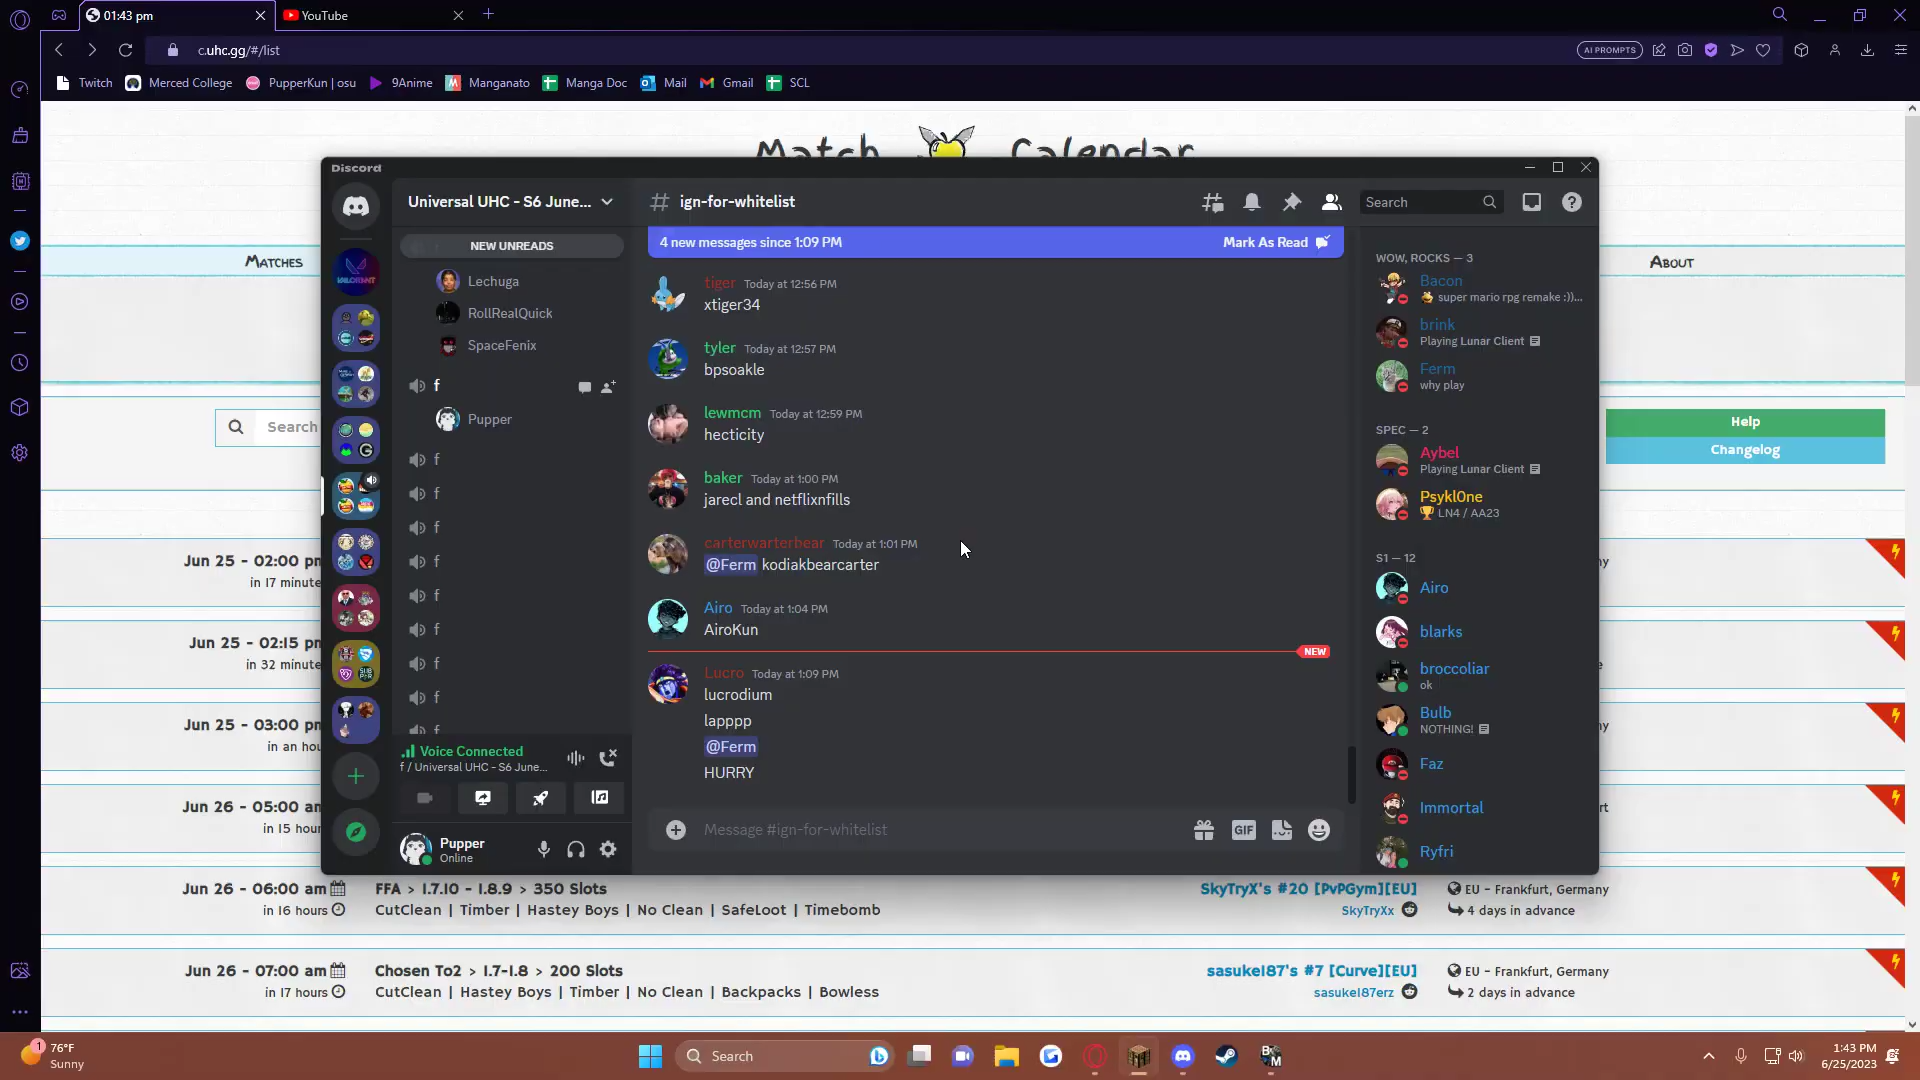 01:43 pm
YouTube
c.uhc.gg/#/list
AI PROMPTS
Twitch
Merced College
PupperKun | osu
9Anime
Manganato
Manga Doc
Mail
Gmail
SCL
Match Calendar
Matches
About
Search
Help
Changelog
Discord
Universal UHC - S6 June...
NEW UNREADS
Lechuga
RollRealQuick
SpaceFenix
f
Pupper
f
f
f
f
f
f
f
f
f
Voice Connected
f / Universal UHC - S6 June...
Pupper
Online
ign-for-whitelist
Search
4 new messages since 1:09 PM
Mark As Read
tiger Today at 12:56 PM
xtiger34
tyler Today at 12:57 PM
bpsoakle
lewmcm Today at 12:59 PM
hecticity
baker Today at 1:00 PM
jarecl and netflixnfills
carterwarterbear Today at 1:01 PM
@Ferm kodiakbearcarter
Airo Today at 1:04 PM
AiroKun
NEW
Lucro Today at 1:09 PM
lucrodium
lapppp
@Ferm
HURRY
Message #ign-for-whitelist
GIF
WOW, ROCKS — 3
Bacon
super mario rpg remake :))...
brink
Playing Lunar Client
Ferm
why play
SPEC — 2
Aybel
Playing Lunar Client
Psykl0ne
LN4 / AA23
S1 — 12
Airo
blarks
broccoliar
ok
Bulb
NOTHING!
Faz
Immortal
Ryfri
Jun 25 - 02:00 pm
in 17 minute
Jun 25 - 02:15 pm
in 32 minute
Jun 25 - 03:00 pm
in an hou
Jun 26 - 05:00 am
in 15 hours
Jun 26 - 06:00 am
in 16 hours
FFA > 1.7.10 - 1.8.9 > 350 Slots
CutClean | Timber | Hastey Boys | No Clean | SafeLoot | Timebomb
SkyTryX's #20 [PvPGym][EU]
SkyTryXx
EU - Frankfurt, Germany
4 days in advance
Jun 26 - 07:00 am
in 17 hours
Chosen To2 > 1.7-1.8 > 200 Slots
CutClean | Hastey Boys | Timber | No Clean | Backpacks | Bowless
sasuke187's #7 [Curve][EU]
sasuke187erz
EU - Frankfurt, Germany
2 days in advance
1
76°F
Sunny
Search
1:43 PM
6/25/2023